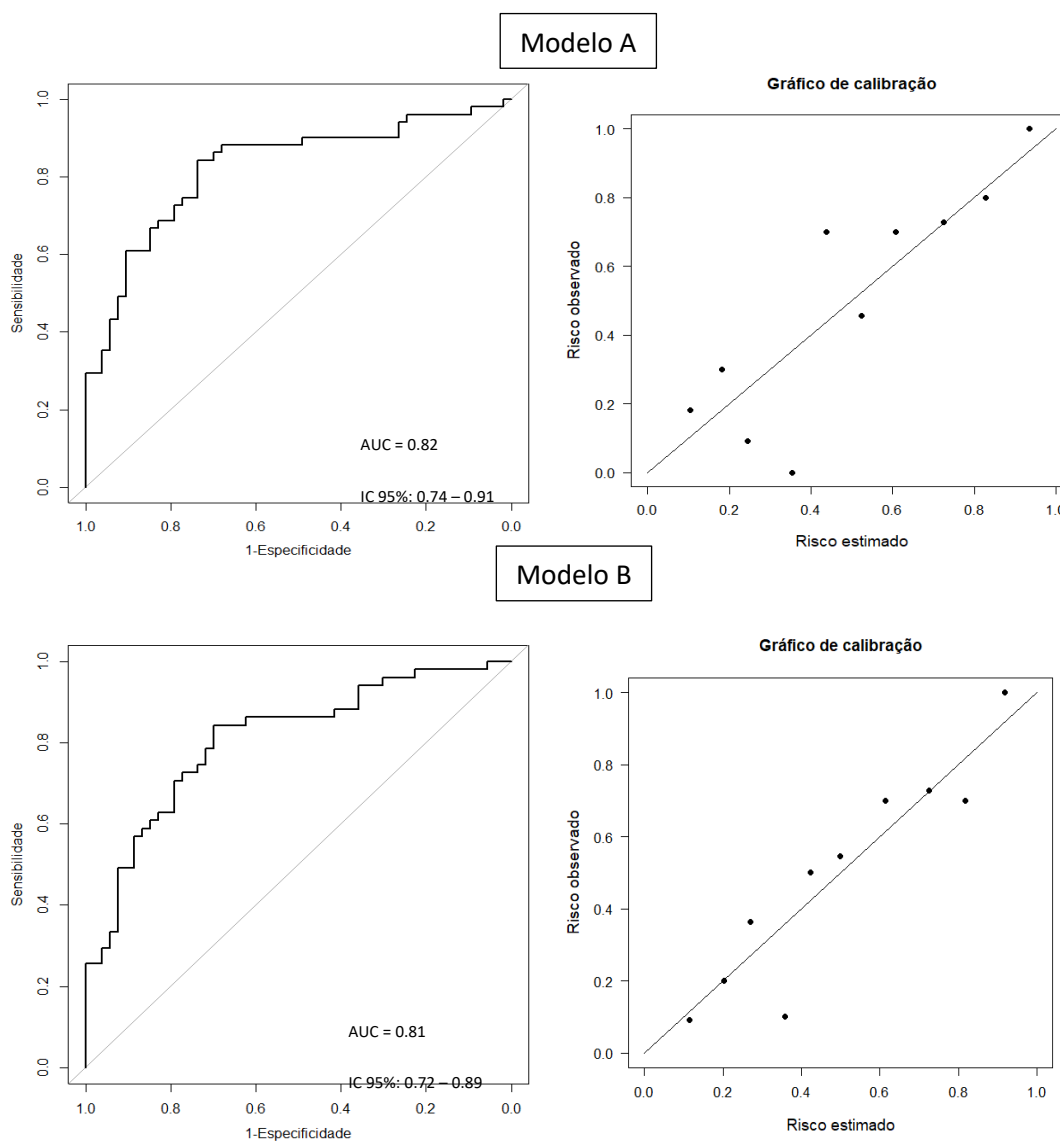 Modelo A
Sensibilidade
0.0 0.2 0.4 0.6 0.8 1.0
AUC = 0.82
IC 95%: 0.74 – 0.91
1.0 0.8 0.6 0.4 0.2 0.0
1-Especificidade
Gráfico de calibração
Risco observado
1.0
0.8
0.6
0.4
0.2
0.0
0.0 0.2 0.4 0.6 0.8 1.0
Risco estimado
Modelo B
Sensibilidade
0.0 0.2 0.4 0.6 0.8 1.0
AUC = 0.81
IC 95%: 0.72 – 0.89
1.0 0.8 0.6 0.4 0.2 0.0
1-Especificidade
Gráfico de calibração
Risco observado
1.0
0.8
0.6
0.4
0.2
0.0
0.0 0.2 0.4 0.6 0.8 1.0
Risco estimado